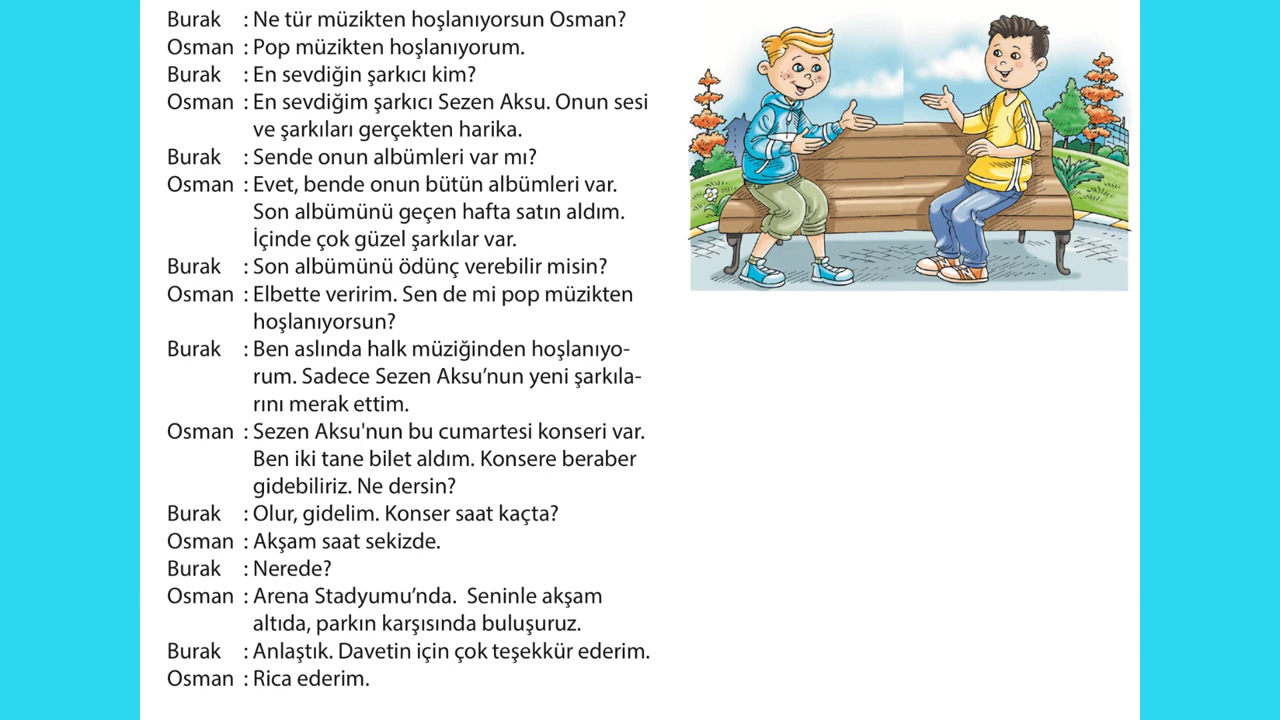 Burak : Ne tür müzikten hoşlanıyorsun Osman?
Osman : Pop müzikten hoşlanıyorum.
Burak : En sevdiğin şarkıcı kim?
Osman : En sevdiğim şarkıcı Sezen Aksu. Onun sesi
ve şarkıları gerçekten harika.
Burak : Sende onun albümleri var mı?
Osman : Evet, bende onun bütün albümleri var.
Son albümünü geçen hafta satın aldım.
İçinde çok güzel şarkılar var.
Burak : Son albümünü ödünç verebilir misin?
Osman : Elbette veririm. Sen de mi pop müzikten
hoşlanıyorsun?
Burak : Ben aslında halk müziğinden hoşlanıyo-
rum. Sadece Sezen Aksu’nun yeni şarkıla-
rını merak ettim.
Osman : Sezen Aksu'nun bu cumartesi konseri var.
Ben iki tane bilet aldım. Konsere beraber
gidebiliriz. Ne dersin?
Burak : Olur, gidelim. Konser saat kaçta?
Osman : Akşam saat sekizde.
Burak : Nerede?
Osman : Arena Stadyumu’nda. Seninle akşam
altıda, parkın karşısında buluşuruz.
Burak : Anlaştık. Davetin için çok teşekkür ederim.
Osman : Rica ederim.